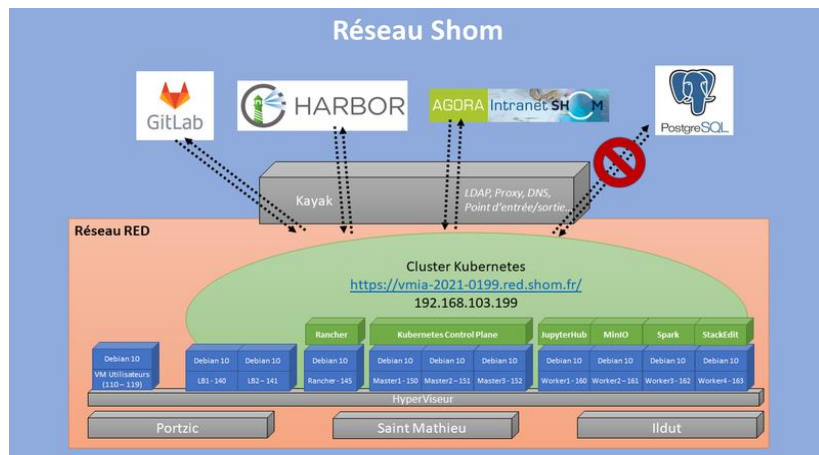 Réseau Shom
GitLab
HARBOR
AGORA Intranet SHOM
PostgreSQL
Kayak
LDAP, Proxy, DNS,
Point d'entrée/sortie...
Réseau RED
Cluster Kubernetes
https://vmia-2021-0199.red.shom.fr/
192.168.103.199
Rancher
Kubernetes Control Plane
JupyterHub
MinIO
Spark
StackEdit
Debian 10
VM Utilisateurs
(110 – 119)
Debian 10
LB1 - 140
Debian 10
LB2 – 141
Debian 10
Rancher - 145
Debian 10
Master1 - 150
Debian 10
Master2 – 151
Debian 10
Master3 - 152
Debian 10
Worker1 - 160
Debian 10
Worker2 – 161
Debian 10
Worker3 - 162
Debian 10
Worker4 - 163
HyperViseur
Portzic
Saint Mathieu
Ildut